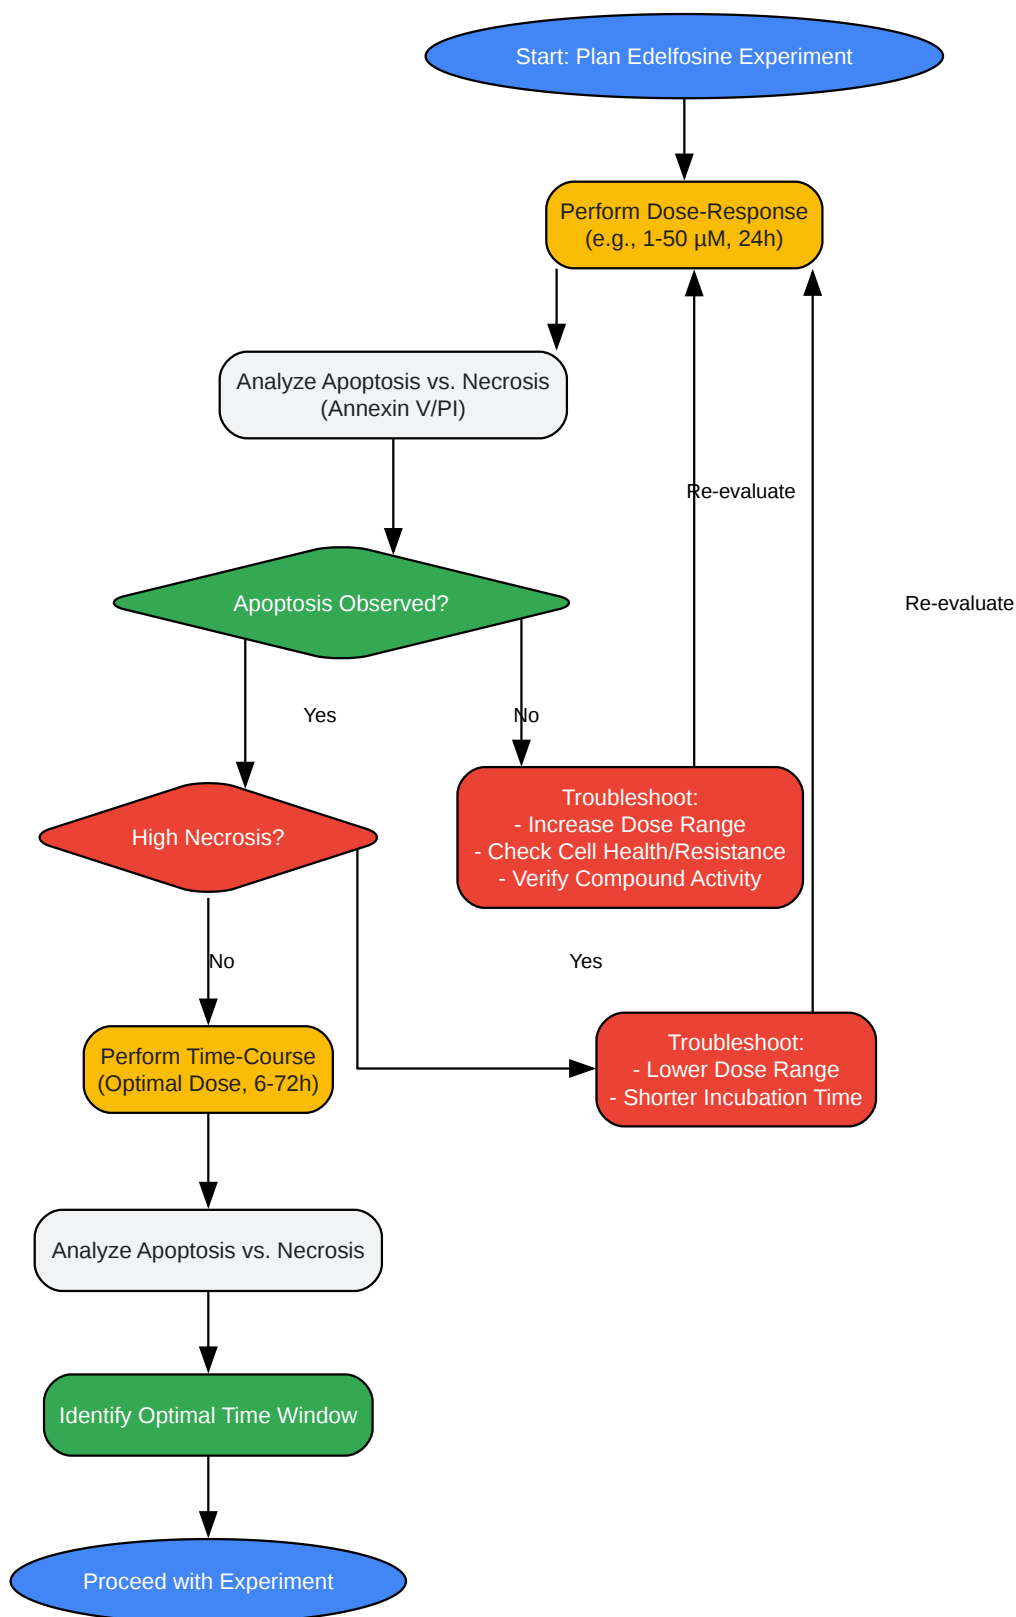 Start: Plan Edelfosine Experiment
Perform Dose-Response
(e.g., 1-50 µM, 24h)
Analyze Apoptosis vs. Necrosis
(Annexin V/PI)
Re-evaluate
Apoptosis Observed?
Re-evaluate
Yes
No
High Necrosis?
Troubleshoot:
- Increase Dose Range
- Check Cell Health/Resistance
- Verify Compound Activity
No
Yes
Perform Time-Course
(Optimal Dose, 6-72h)
Troubleshoot:
- Lower Dose Range
- Shorter Incubation Time
Analyze Apoptosis vs. Necrosis
Identify Optimal Time Window
Proceed with Experiment